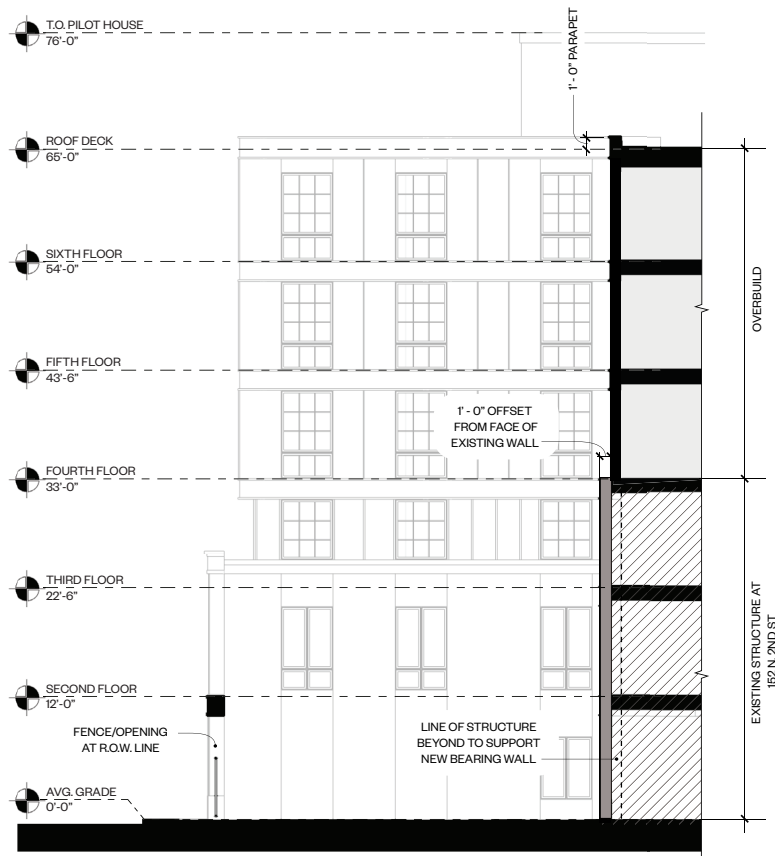 T.O. PILOT HOUSE
76'-0"
1' - 0" PARAPET
ROOF DECK
65'-0"
SIXTH FLOOR
54'-0"
OVERBUILD
FIFTH FLOOR
43'-6"
1' - 0" OFFSET
FROM FACE OF
EXISTING WALL
FOURTH FLOOR
33'-0"
THIRD FLOOR
22'-6"
EXISTING STRUCTURE AT
152 N. 2ND ST.
SECOND FLOOR
12'-0"
FENCE/OPENING
AT R.O.W. LINE
LINE OF STRUCTURE
BEYOND TO SUPPORT
NEW BEARING WALL
AVG. GRADE
0'-0"